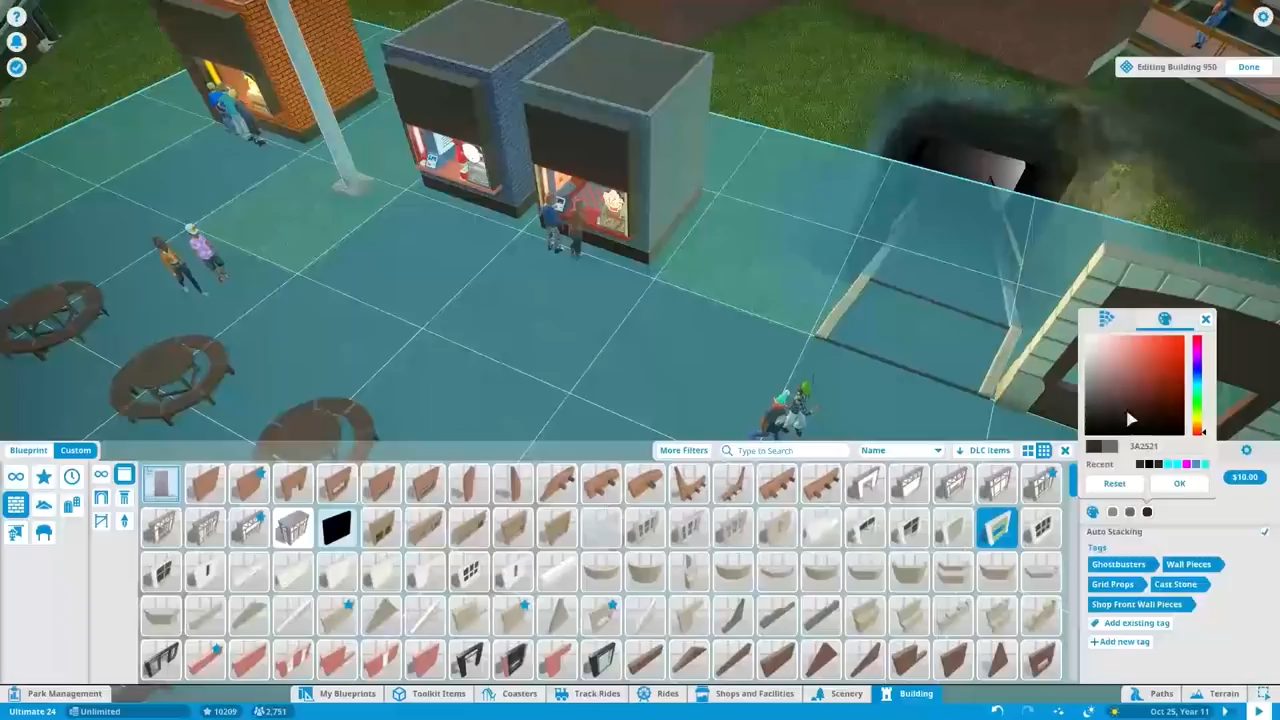 Editing Building 950 Done
3A2521
Recent
Reset OK
$10.00
Blueprint Custom More Filters Type to Search Name DLC Items
Auto Stacking
Tags
Ghostbusters Wall Pieces
Grid Props Cast Stone
Shop Front Wall Pieces
Add existing tag
+ Add new tag
Park Management My Blueprints Toolkit Items Coasters Track Rides Rides Shops and Facilities Scenery Building Paths Terrain
Ultimate 24 Unlimited 10209 2,751 Oct 25, Year 11